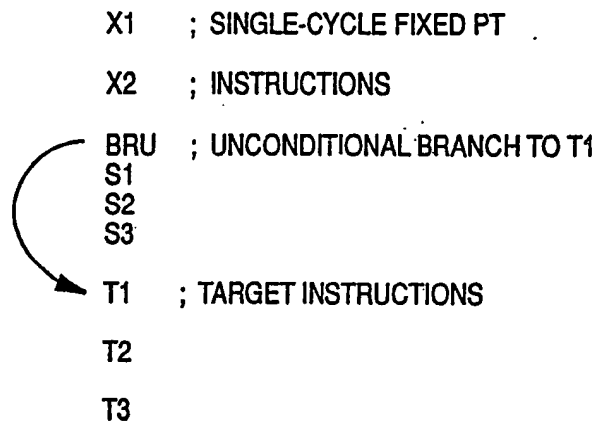 X1 ; SINGLE-CYCLE FIXED PT
X2 ; INSTRUCTIONS
BRU ; UNCONDITIONAL BRANCH TO T1
S1
S2
S3
T1 ; TARGET INSTRUCTIONS
T2
T3